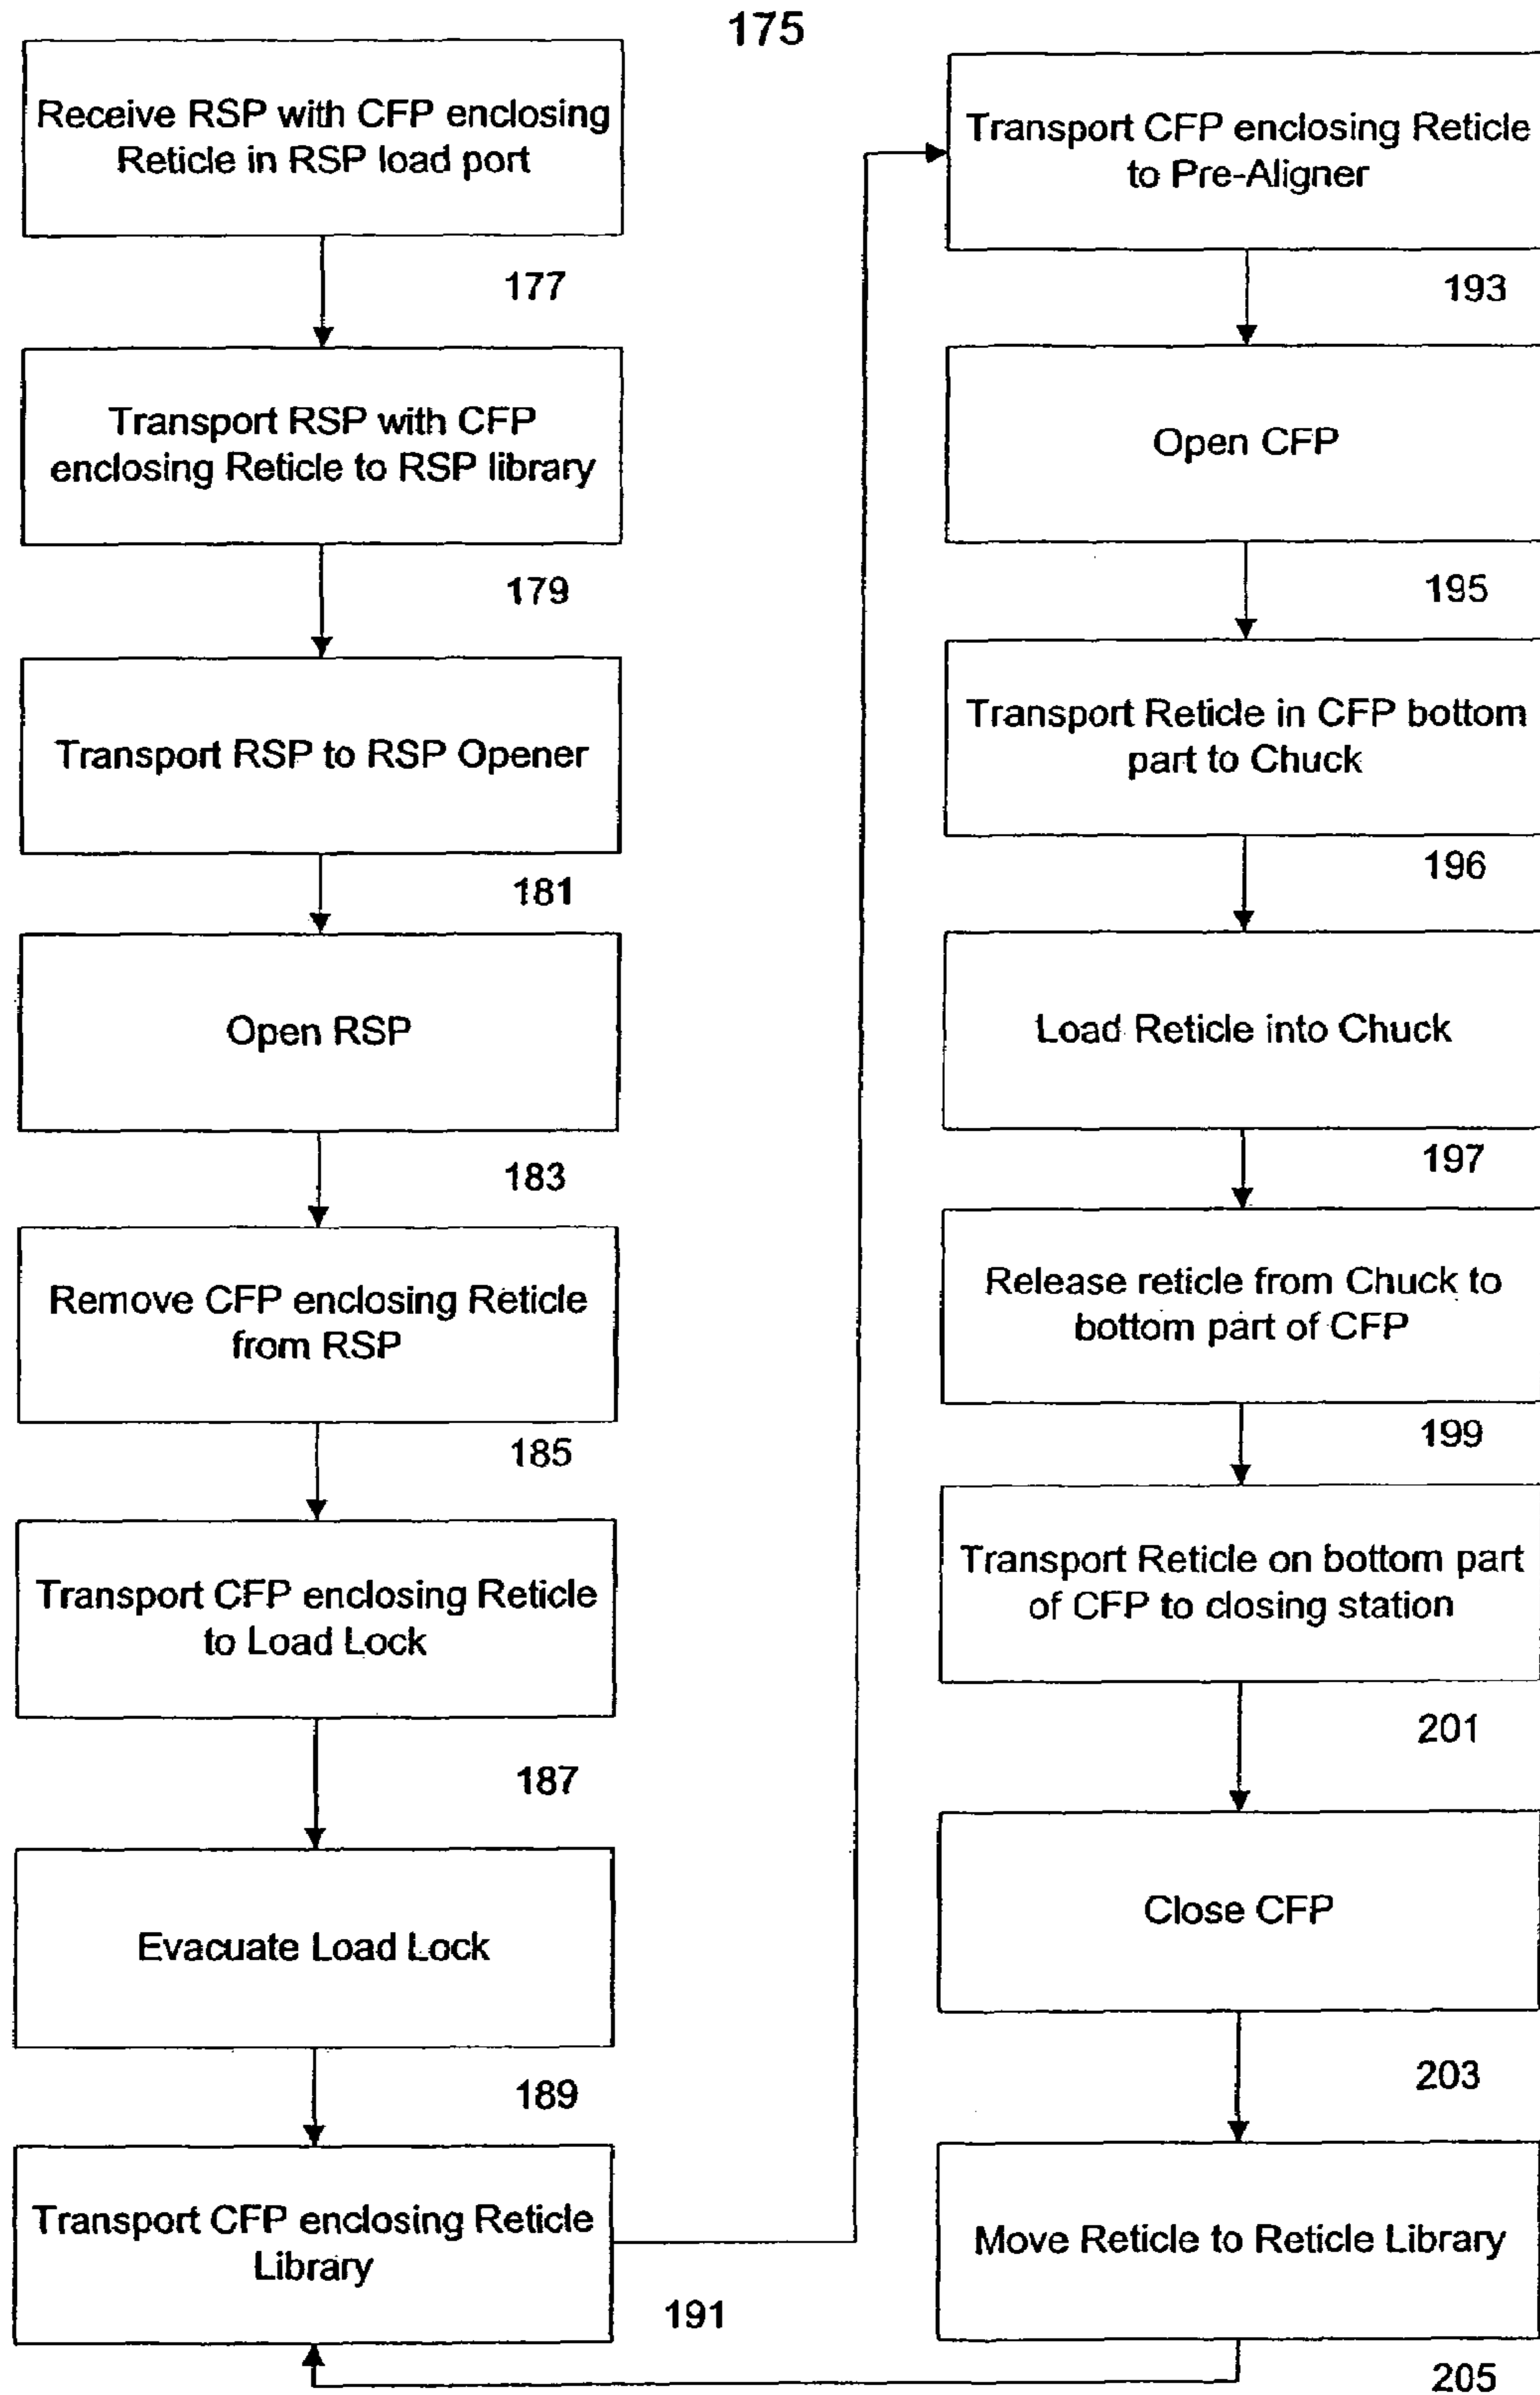 175
Receive RSP with CFP enclosing
Reticle in RSP load port
177
Transport RSP with CFP
enclosing Reticle to RSP library
179
Transport RSP to RSP Opener
181
Open RSP
183
Remove CFP enclosing Reticle
from RSP
185
Transport CFP enclosing Reticle
to Load Lock
187
Evacuate Load Lock
189
Transport CFP enclosing Reticle
Library
191
Transport CFP enclosing Reticle
to Pre-Aligner
193
Open CFP
195
Transport Reticle in CFP bottom
part to Chuck
196
Load Reticle into Chuck
197
Release reticle from Chuck to
bottom part of CFP
199
Transport Reticle on bottom part
of CFP to closing station
201
Close CFP
203
Move Reticle to Reticle Library
205